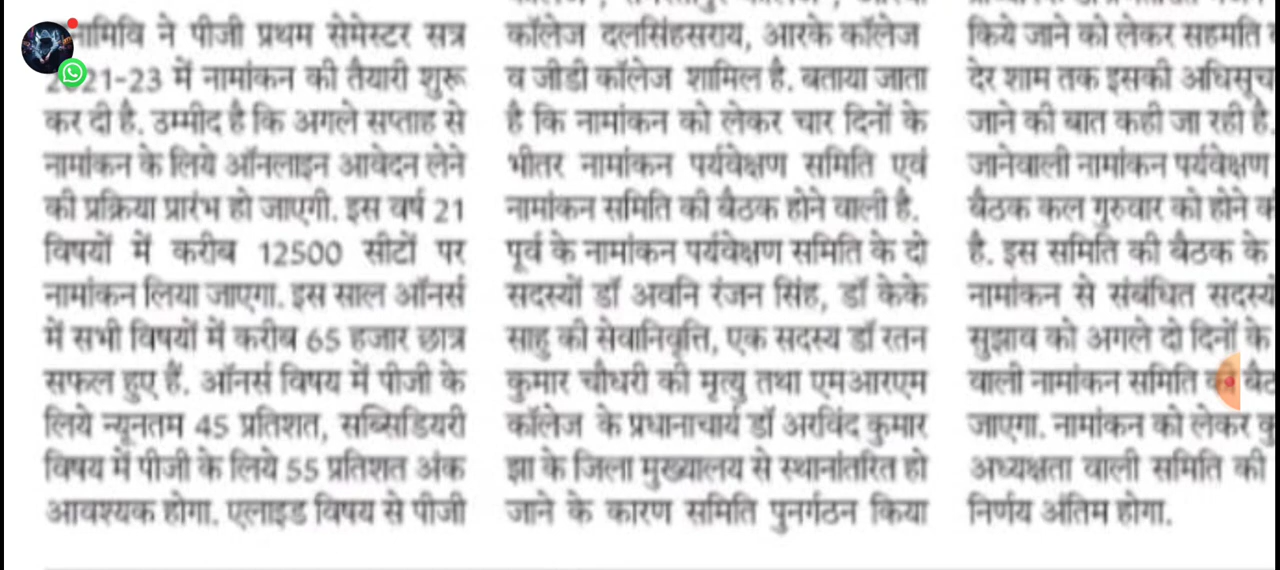 नामिवि ने पीजी प्रथम सेमेस्टर सत्र
2021-23 में नामांकन की तैयारी शुरू
कर दी है. उम्मीद है कि अगले सप्ताह से
नामांकन के लिये ऑनलाइन आवेदन लेने
की प्रक्रिया प्रारंभ हो जाएगी. इस वर्ष 21
विषयों में करीब 12500 सीटों पर
नामांकन लिया जाएगा. इस साल ऑनर्स
में सभी विषयों में करीब 65 हजार छात्र
सफल हुए हैं. ऑनर्स विषय में पीजी के
लिये न्यूनतम 45 प्रतिशत, सब्सिडियरी
विषय में पीजी के लिये 55 प्रतिशत अंक
आवश्यक होगा. एलाइड विषय से पीजी
कॉलेज दलसिंहसराय, आरके कॉलेज
व जीडी कॉलेज शामिल है. बताया जाता
है कि नामांकन को लेकर चार दिनों के
भीतर नामांकन पर्यवेक्षण समिति एवं
नामांकन समिति की बैठक होने वाली है.
पूर्व के नामांकन पर्यवेक्षण समिति के दो
सदस्यों डॉ अवनि रंजन सिंह, डॉ केके
साहु की सेवानिवृत्ति, एक सदस्य डॉ रतन
कुमार चौधरी की मृत्यु तथा एमआरएम
कॉलेज के प्रधानाचार्य डॉ अरविंद कुमार
झा के जिला मुख्यालय से स्थानांतरित हो
जाने के कारण समिति पुनर्गठन किया
किये जाने को लेकर सहमति
देर शाम तक इसकी अधिसूच
जाने की बात कही जा रही है.
जानेवाली नामांकन पर्यवेक्षण
बैठक कल गुरुवार को होने
है. इस समिति की बैठक के
नामांकन से संबंधित सदस्यो
सुझाव को अगले दो दिनों के
वाली नामांकन समिति की बैठ
जाएगा. नामांकन को लेकर कु
अध्यक्षता वाली समिति की
निर्णय अंतिम होगा.